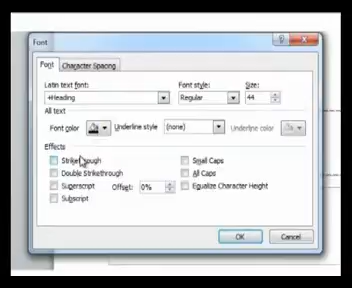 Font
Font Character Spacing
Latin text font: Font style: Size:
+Heading Regular 44
All text
Font color Underline style (none) Underline color
Effects
Strikethrough Small Caps
Double Strikethrough All Caps
Superscript Offset: 0% Equalize Character Height
Subscript
OK Cancel